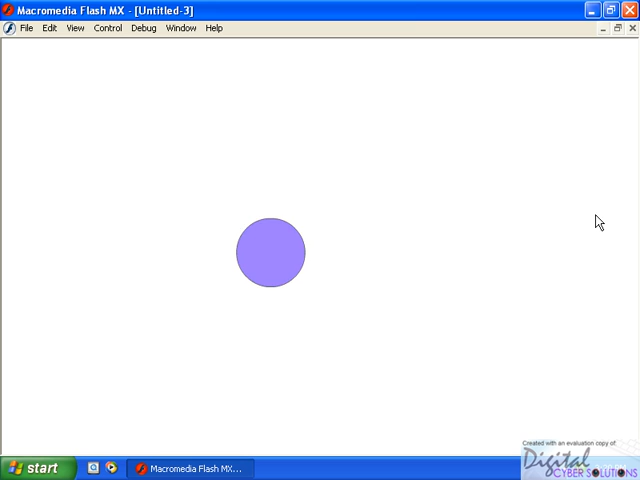 Macromedia Flash MX - [Untitled-3]
File Edit View Control Debug Window Help
Created with an evaluation copy of:
Digital
CYBER SOLUTIONS
start
Macromedia Flash MX...